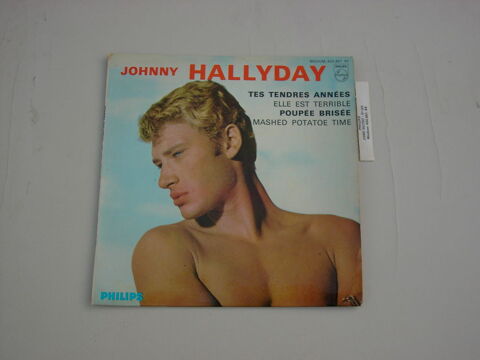 JOHNNY HALLYDAY
TES TENDRES ANNÉES
ELLE EST TERRIBLE
POUPÉE BRISÉE
MASHED POTATOE TIME
PHILIPS